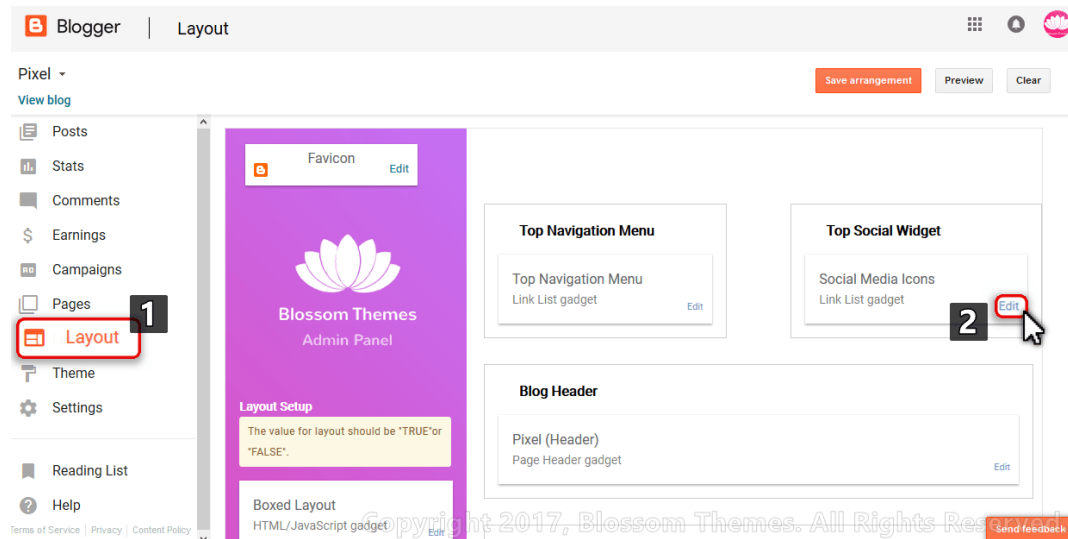 Blogger | Layout
Pixel
Save arrangement
Preview
Clear
View blog
Posts
Stats
Comments
Earnings
Campaigns
Pages
1
Layout
Theme
Settings
Reading List
Help
Terms of Service | Privacy | Content Policy
Favicon
Edit
Blossom Themes
Admin Panel
Layout Setup
The value for layout should be "TRUE"or
"FALSE".
Boxed Layout
HTML/JavaScript gadget
Edit
Top Navigation Menu
Top Navigation Menu
Link List gadget
Edit
Top Social Widget
Social Media Icons
Link List gadget
2
Edit
Blog Header
Pixel (Header)
Page Header gadget
Edit
Copyright 2017, Blossom Themes. All Rights Reserved.
Send feedback